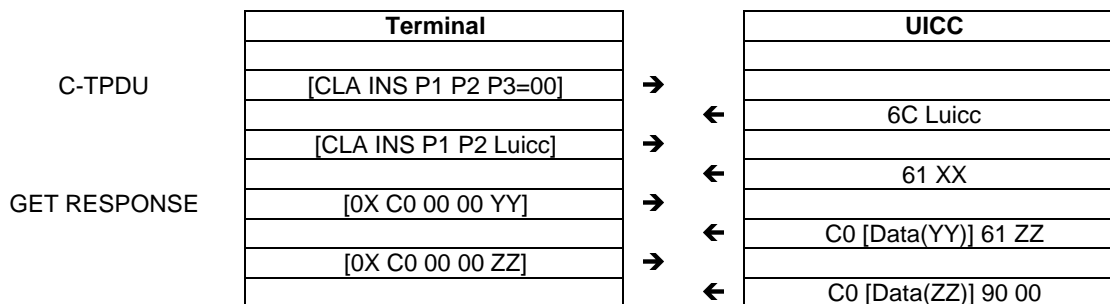 Terminal UICC
C-TPDU [CLA INS P1 P2 P3=00] →
← 6C Luicc
[CLA INS P1 P2 Luicc] →
← 61 XX
GET RESPONSE [0X C0 00 00 YY] →
← C0 [Data(YY)] 61 ZZ
[0X C0 00 00 ZZ] →
← C0 [Data(ZZ)] 90 00